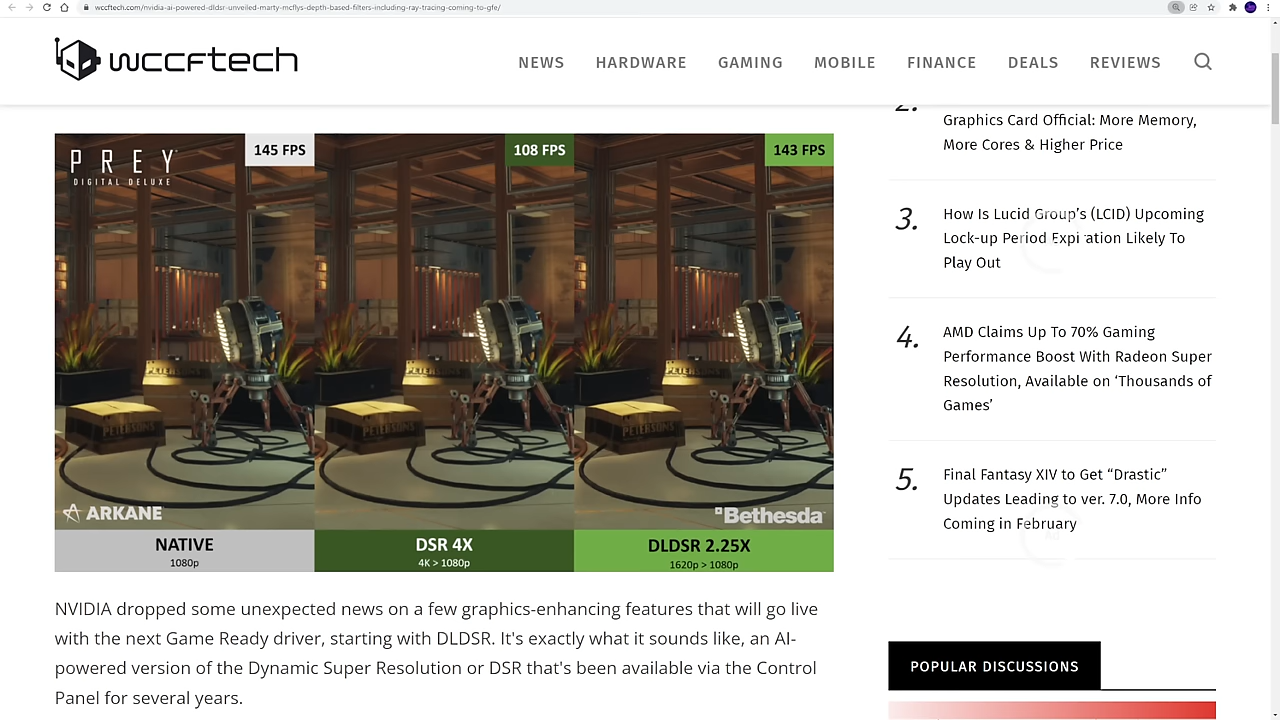 wccftech.com/nvidia-ai-powered-dldsr-unveiled-marty-mcflys-depth-based-filters-including-ray-tracing-coming-to-gfe/
wccftech
NEWS HARDWARE GAMING MOBILE FINANCE DEALS REVIEWS
PREY
DIGITAL DELUXE
145 FPS
108 FPS
143 FPS
PETERSONS
PETERSONS
PETERSONS
ARKANE
Bethesda
NATIVE
1080p
DSR 4X
4K > 1080p
DLDSR 2.25X
1620p > 1080p
NVIDIA dropped some unexpected news on a few graphics-enhancing features that will go live
with the next Game Ready driver, starting with DLDSR. It's exactly what it sounds like, an AI-
powered version of the Dynamic Super Resolution or DSR that's been available via the Control
Panel for several years.
2.
Graphics Card Official: More Memory,
More Cores & Higher Price
3.
How Is Lucid Group's (LCID) Upcoming
Lock-up Period Expi ation Likely To
Play Out
4.
AMD Claims Up To 70% Gaming
Performance Boost With Radeon Super
Resolution, Available on ‘Thousands of
Games’
5.
Final Fantasy XIV to Get “Drastic”
Updates Leading to ver. 7.0, More Info
Coming in February
POPULAR DISCUSSIONS